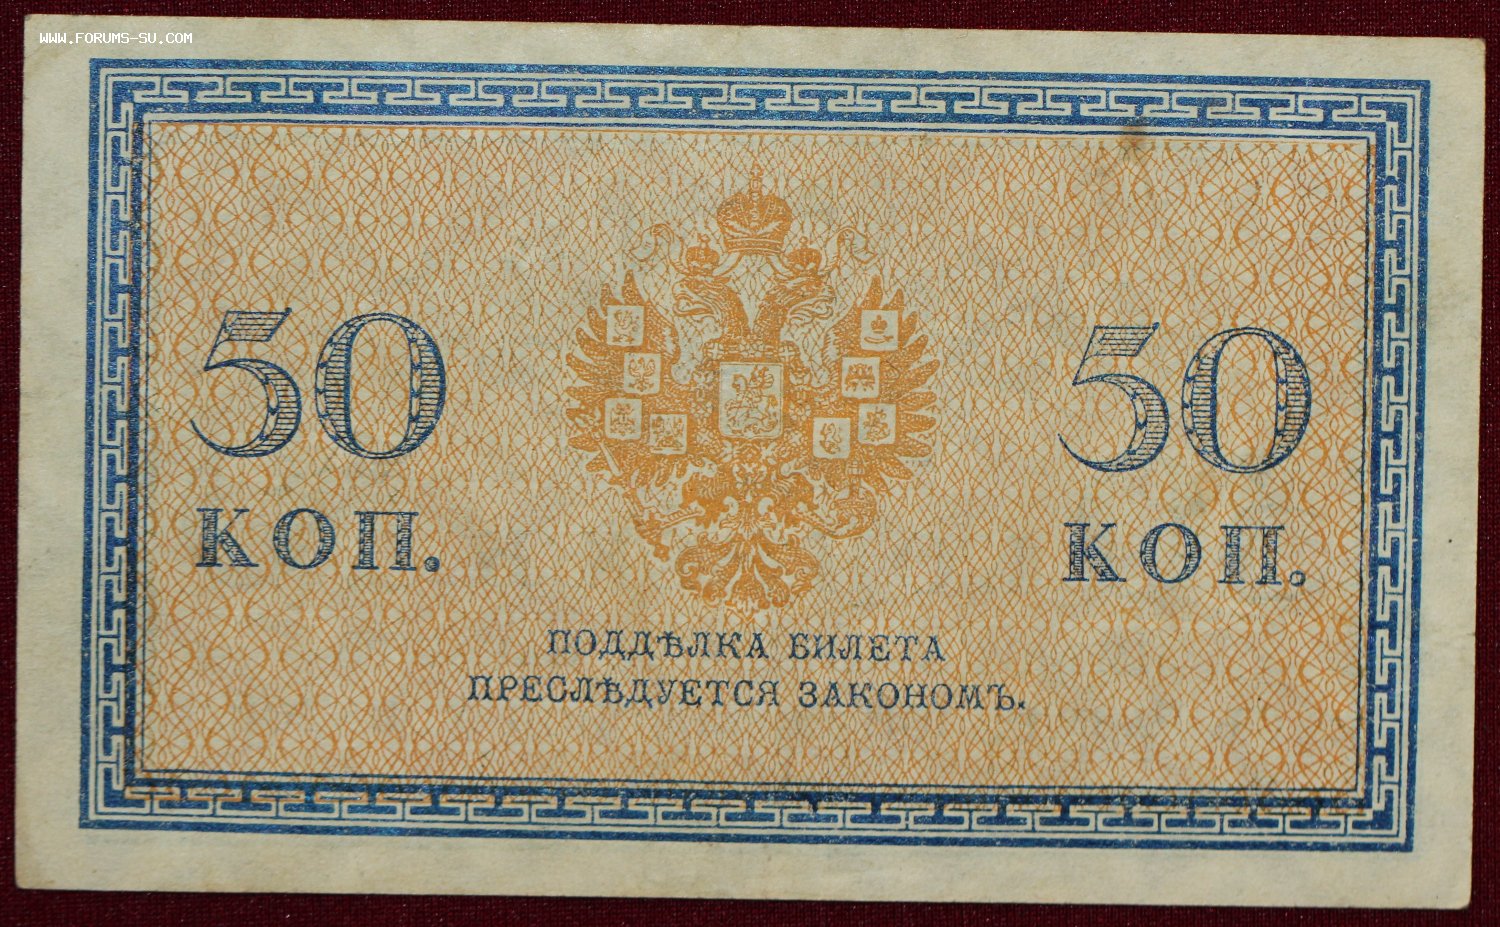 WWW.FORUMS-SU.COM
50 50
КОП. КОП.
ПОДДѢЛКА БИЛЕТА
ПРЕСЛѢДУЕТСЯ ЗАКОНОМЪ.